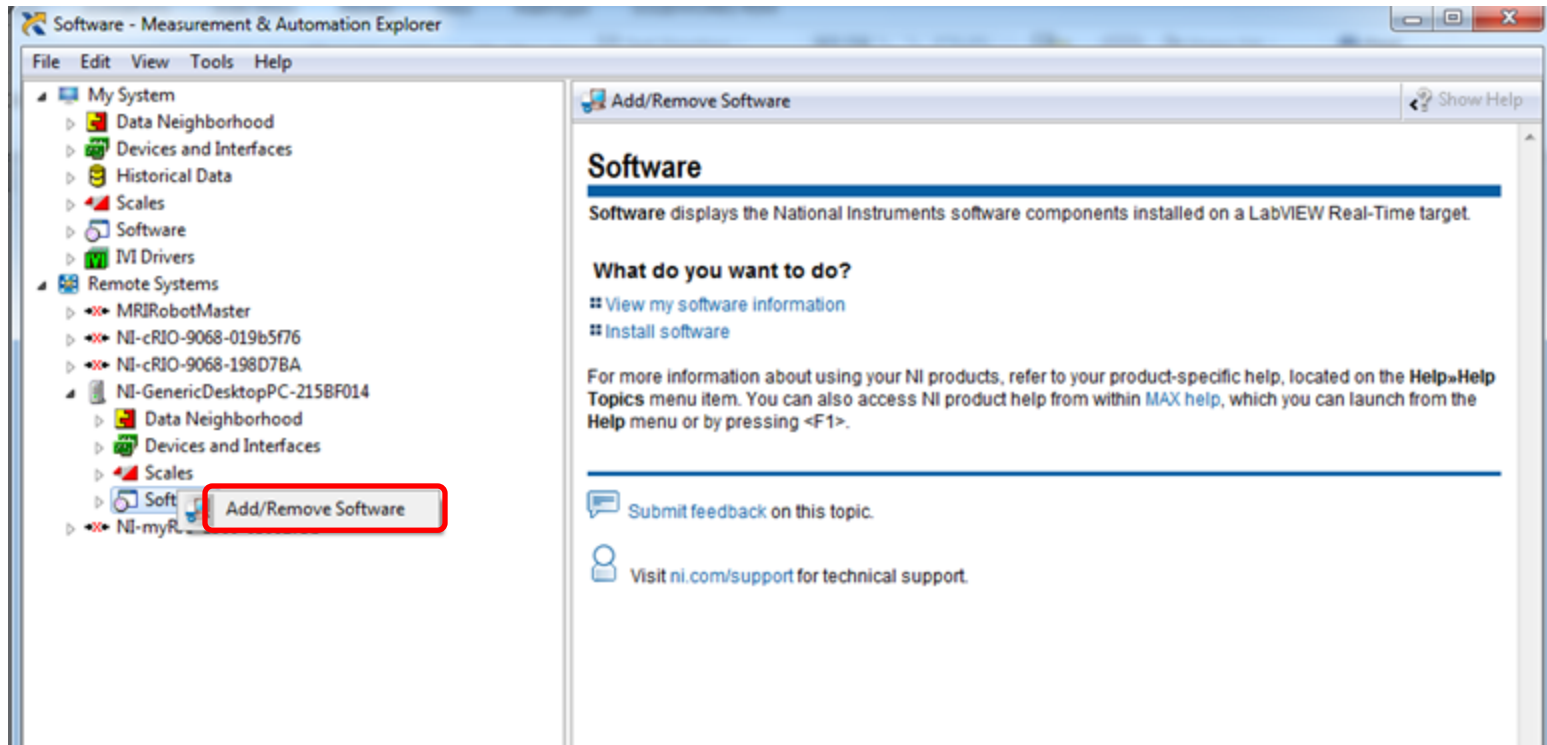 Software - Measurement & Automation Explorer
File Edit View Tools Help
My System
Data Neighborhood
Devices and Interfaces
Historical Data
Scales
Software
IVI Drivers
Remote Systems
MRIRobotMaster
NI-cRIO-9068-019b5f76
NI-cRIO-9068-198D7BA
NI-GenericDesktopPC-215BF014
Data Neighborhood
Devices and Interfaces
Scales
Soft
Add/Remove Software
Add/Remove Software
Show Help
Software
Software displays the National Instruments software components installed on a LabVIEW Real-Time target.
What do you want to do?
View my software information
Install software
For more information about using your NI products, refer to your product-specific help, located on the Help»Help
Topics menu item. You can also access NI product help from within MAX help, which you can launch from the
Help menu or by pressing <F1>.
Submit feedback on this topic.
Visit ni.com/support for technical support.